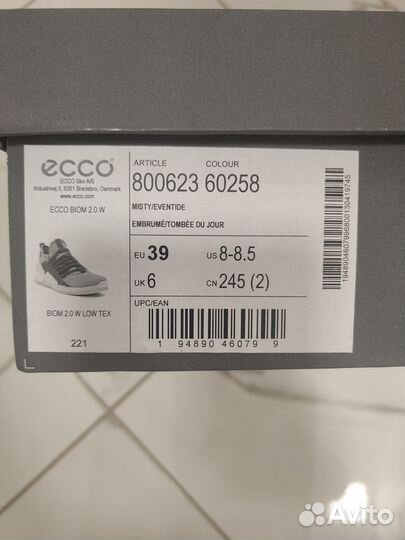 ecco
ECCO Sko A/S
Industrivej 5, 6261 Bredebro, Denmark
www.ecco.com
ECCO BIOM 2.0 W
BIOM 2.0 W LOW TEX
221
ARTICLE COLOUR
800623 60258
MISTY/EVENTIDE
EMBRUMÉ/TOMBÉE DU JOUR
EU 39 US 8-8.5
UK 6 CN 245 (2)
UPC/EAN
1 94890 46079 9
Avito